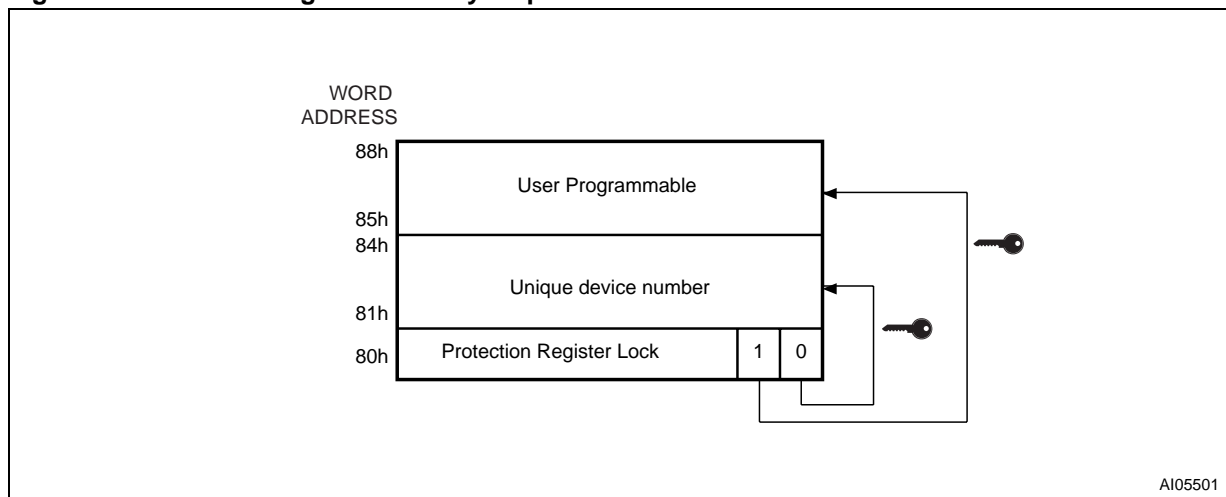 WORD
ADDRESS
88h
User Programmable
85h
84h
Unique device number
81h
80h
Protection Register Lock
1
0
AI05501